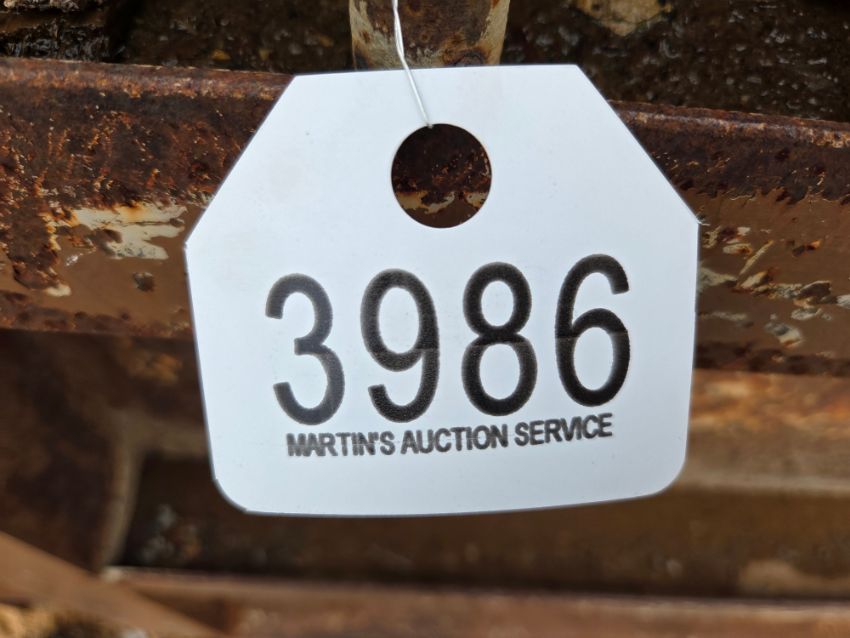 3986
MARTIN'S AUCTION SERVICE